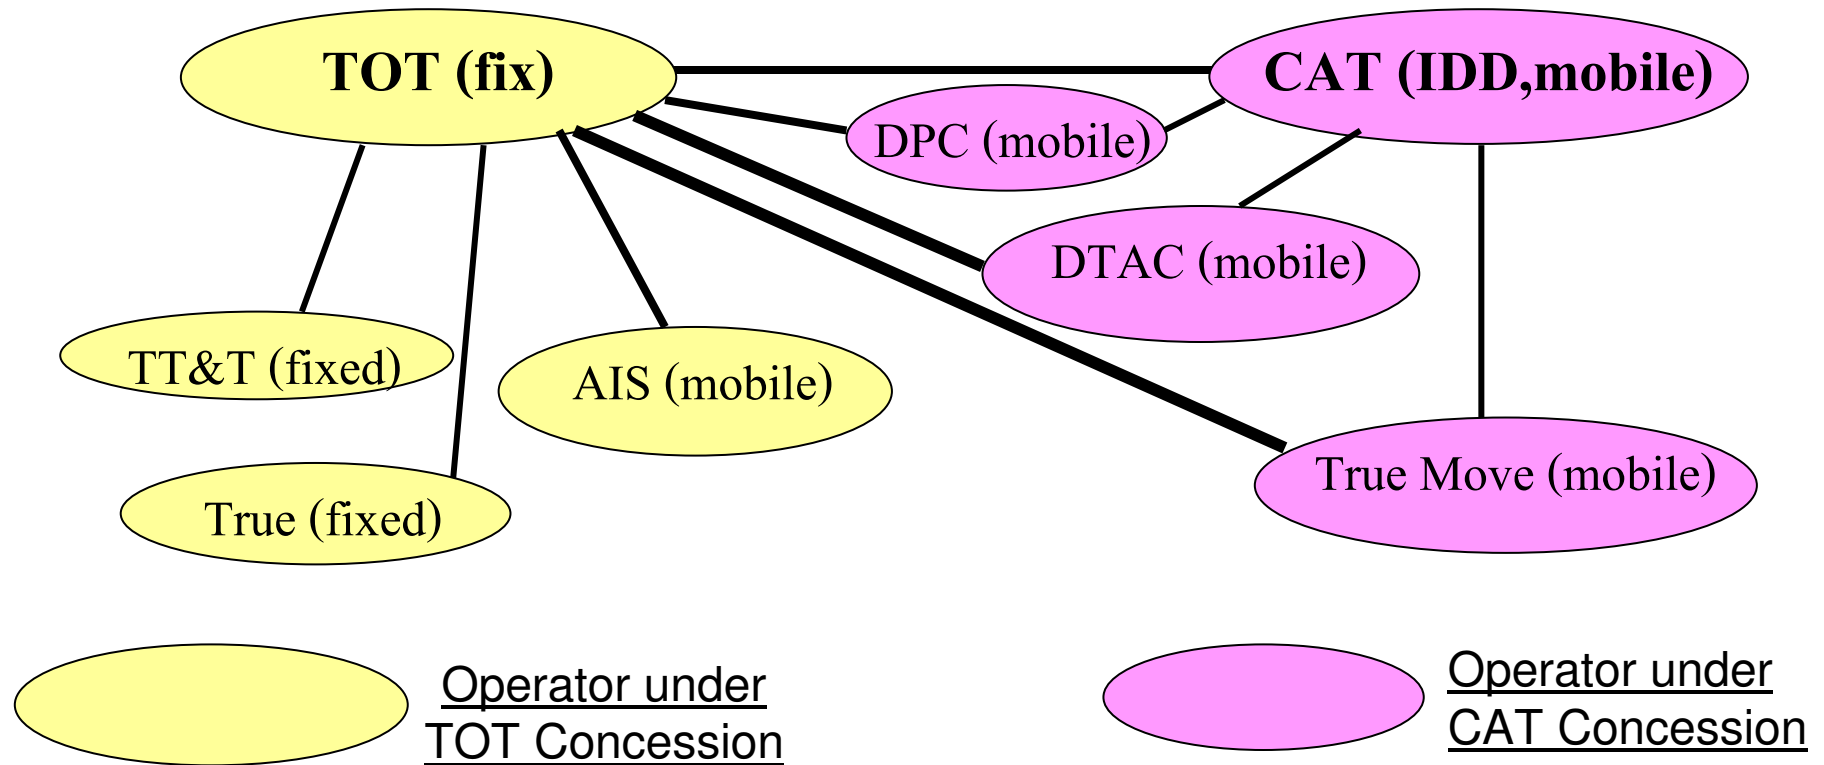 TOT (fix)
CAT (IDD,mobile)
DPC (mobile)
DTAC (mobile)
TT&T (fixed)
AIS (mobile)
True Move (mobile)
True (fixed)
Operator under
TOT Concession
Operator under
CAT Concession